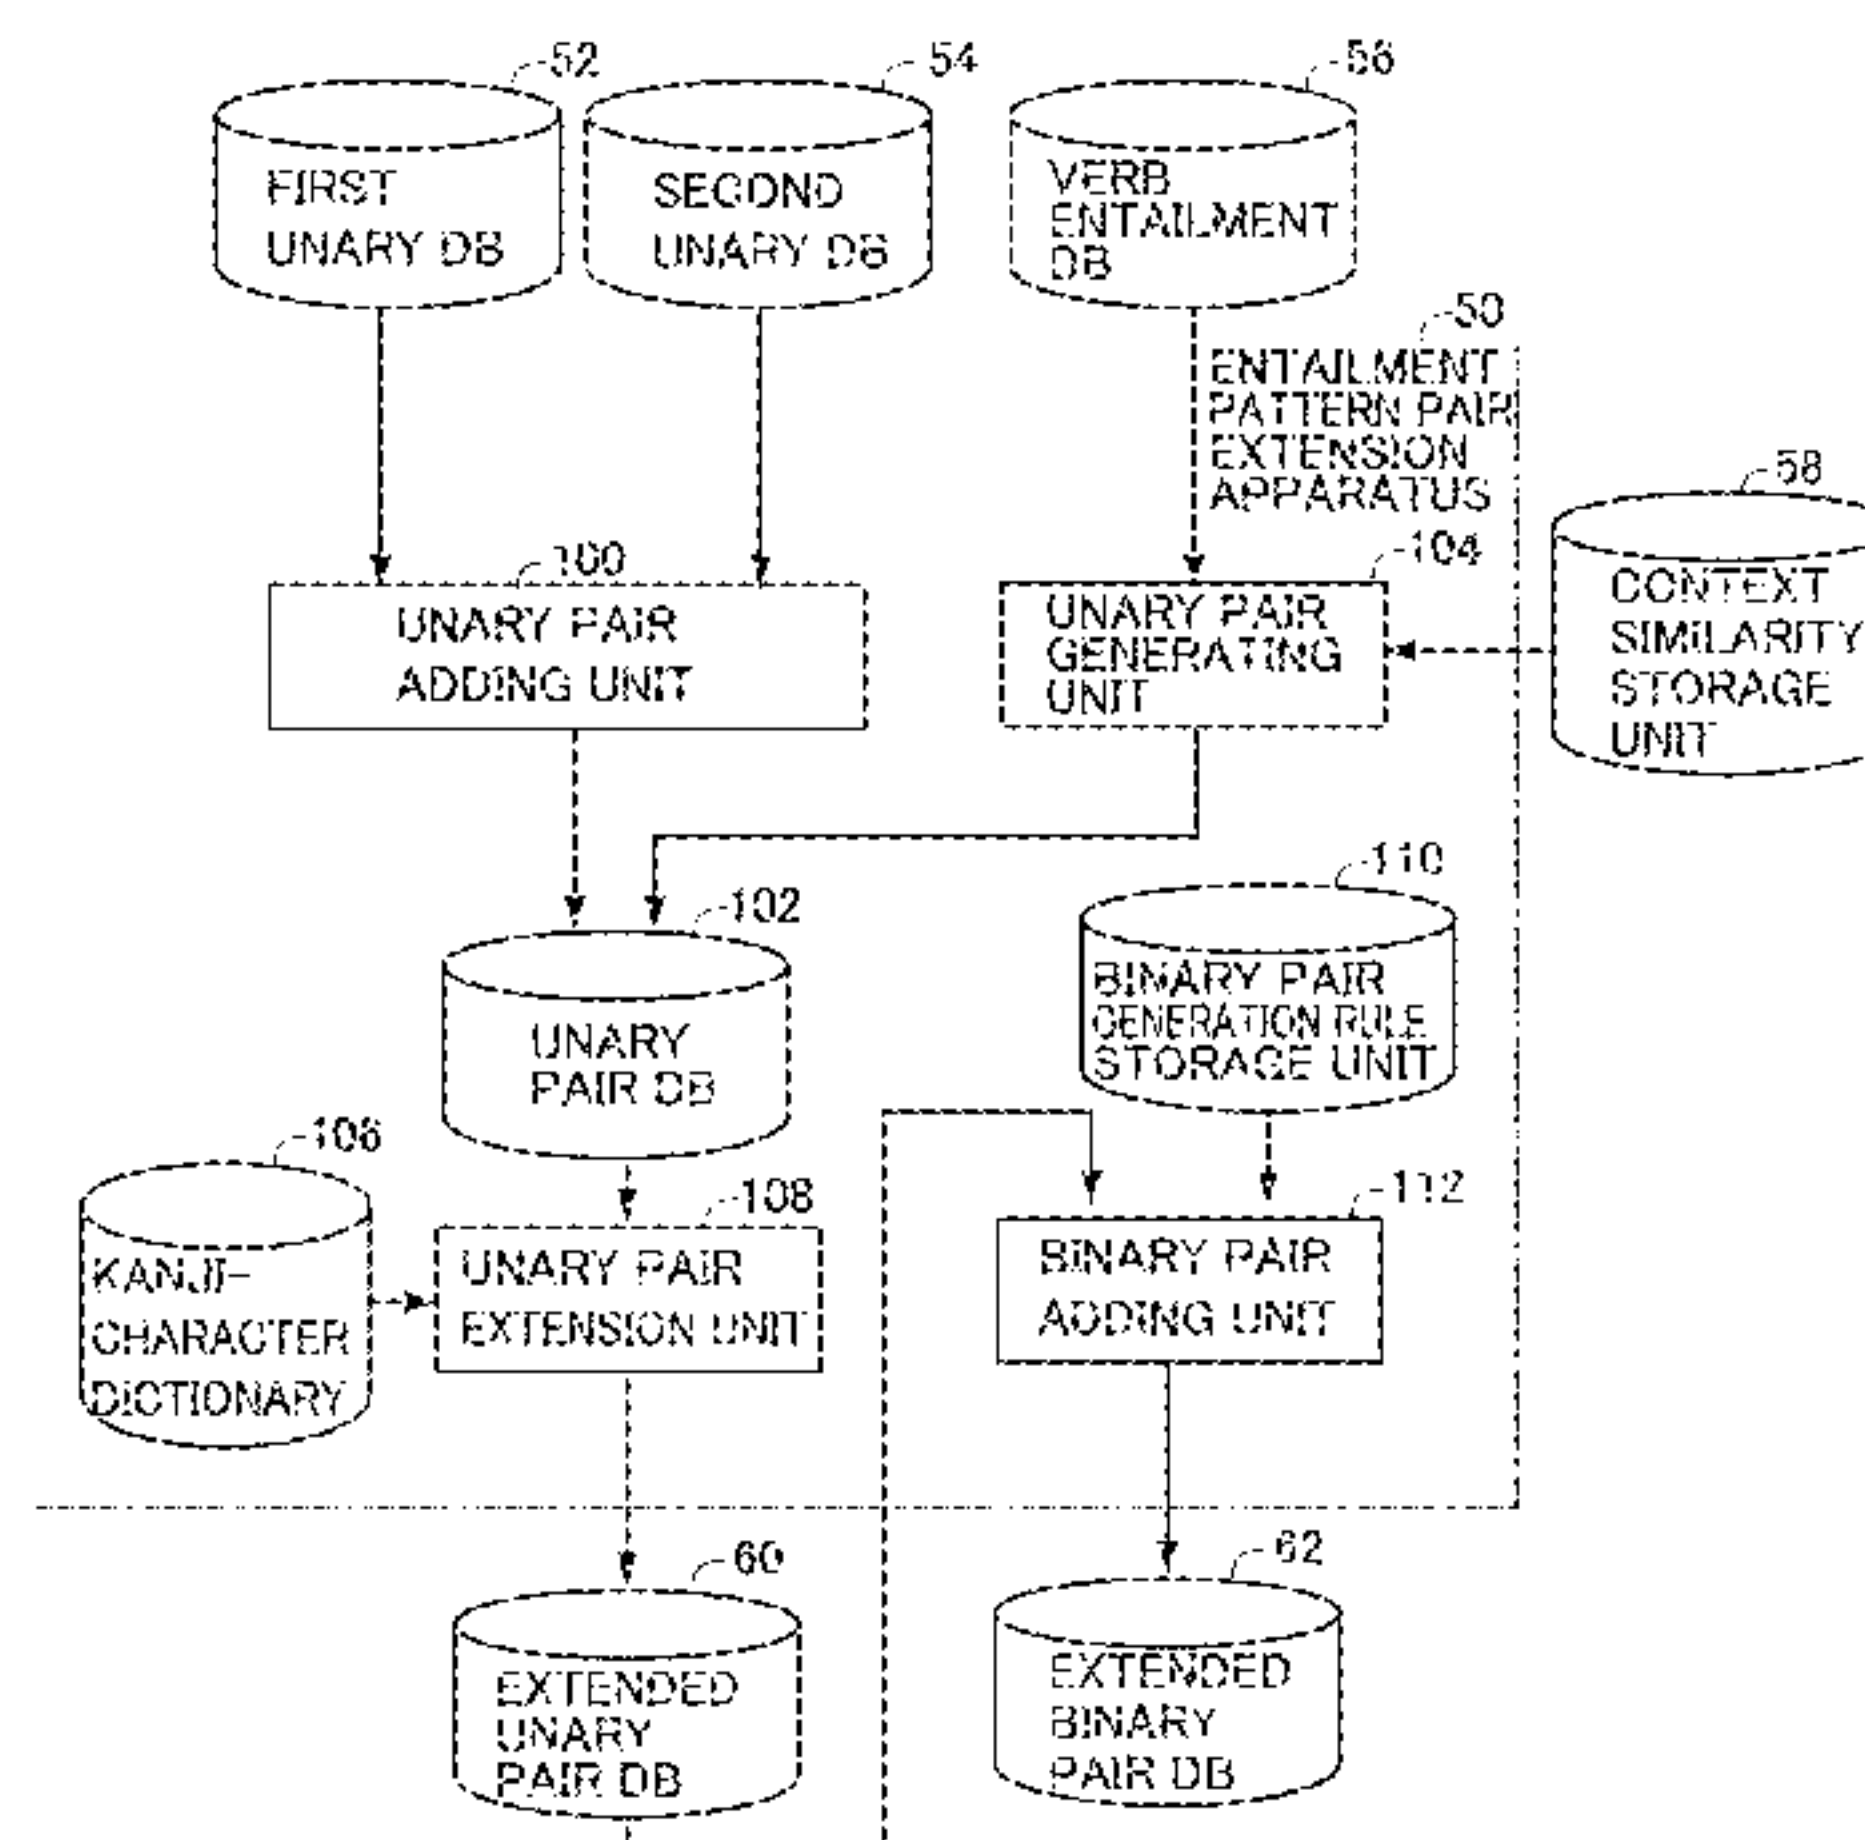 52
54
56
FIRST
UNARY DB
SECOND
UNARY DB
VERB
ENTAILMENT
DB
50
ENTAILMENT
PATTERN PAIR
EXTENSION
APPARATUS
58
CONTEXT
SIMILARITY
STORAGE
UNIT
100
UNARY PAIR
ADDING UNIT
104
UNARY PAIR
GENERATING
UNIT
102
UNARY
PAIR DB
110
BINARY PAIR
GENERATION RULE
STORAGE UNIT
106
KANJI-
CHARACTER
DICTIONARY
108
UNARY PAIR
EXTENSION UNIT
112
BINARY PAIR
ADDING UNIT
60
EXTENDED
UNARY
PAIR DB
62
EXTENDED
BINARY
PAIR DB